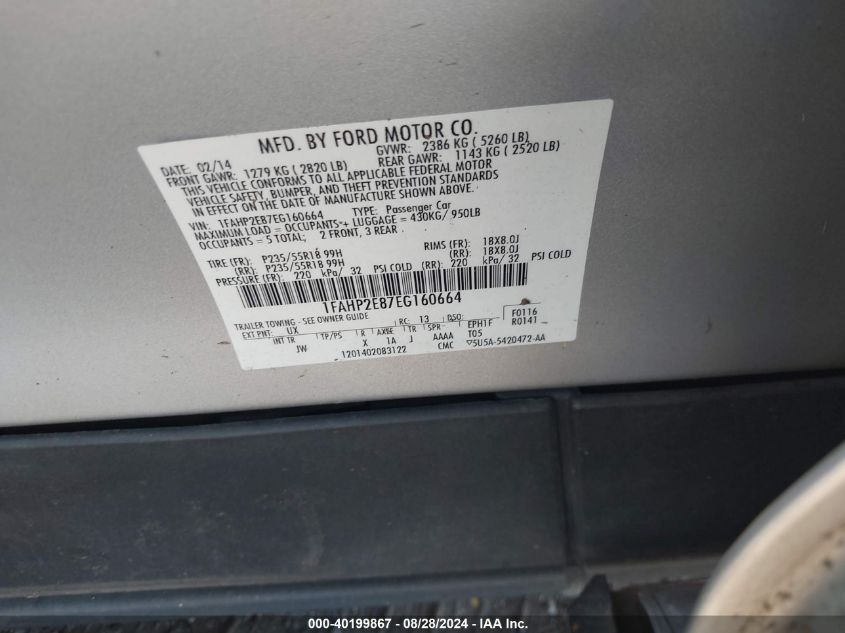 MFD. BY FORD MOTOR CO.
DATE: 02/14 GVWR: 2386 KG ( 5260 LB)
FRONT GAWR: 1279 KG ( 2820 LB) REAR GAWR: 1143 KG ( 2520 LB)
THIS VEHICLE CONFORMS TO ALL APPLICABLE FEDERAL MOTOR
VEHICLE SAFETY, BUMPER, AND THEFT PREVENTION STANDARDS
IN EFFECT ON THE DATE OF MANUFACTURE SHOWN ABOVE.
VIN: 1FAHP2E87EG160664 TYPE: Passenger Car
MAXIMUM LOAD = OCCUPANTS + LUGGAGE = 430KG/ 950LB
OCCUPANTS = 5 TOTAL; 2 FRONT, 3 REAR
TIRE (FR): P235/55R18 99H RIMS (FR): 18X8.0J
(RR): P235/55R18 99H (RR): 18X8.0J
PRESSURE (FR): 220 kPa/ 32 PSI COLD (RR): 220 kPa/ 32 PSI COLD
1FAHP2E87EG160664
TRAILER TOWING - SEE OWNER GUIDE
EXT PNT: UX RC: 13 DSO: F0116
INT TR TP/PS R AXLE TR SPR EPH1F R0141
JW X 1A J AAAA T05
1201402083122 CMC 5U5A-5420472-AA
000-40199867 - 08/28/2024 - IAA, Inc.